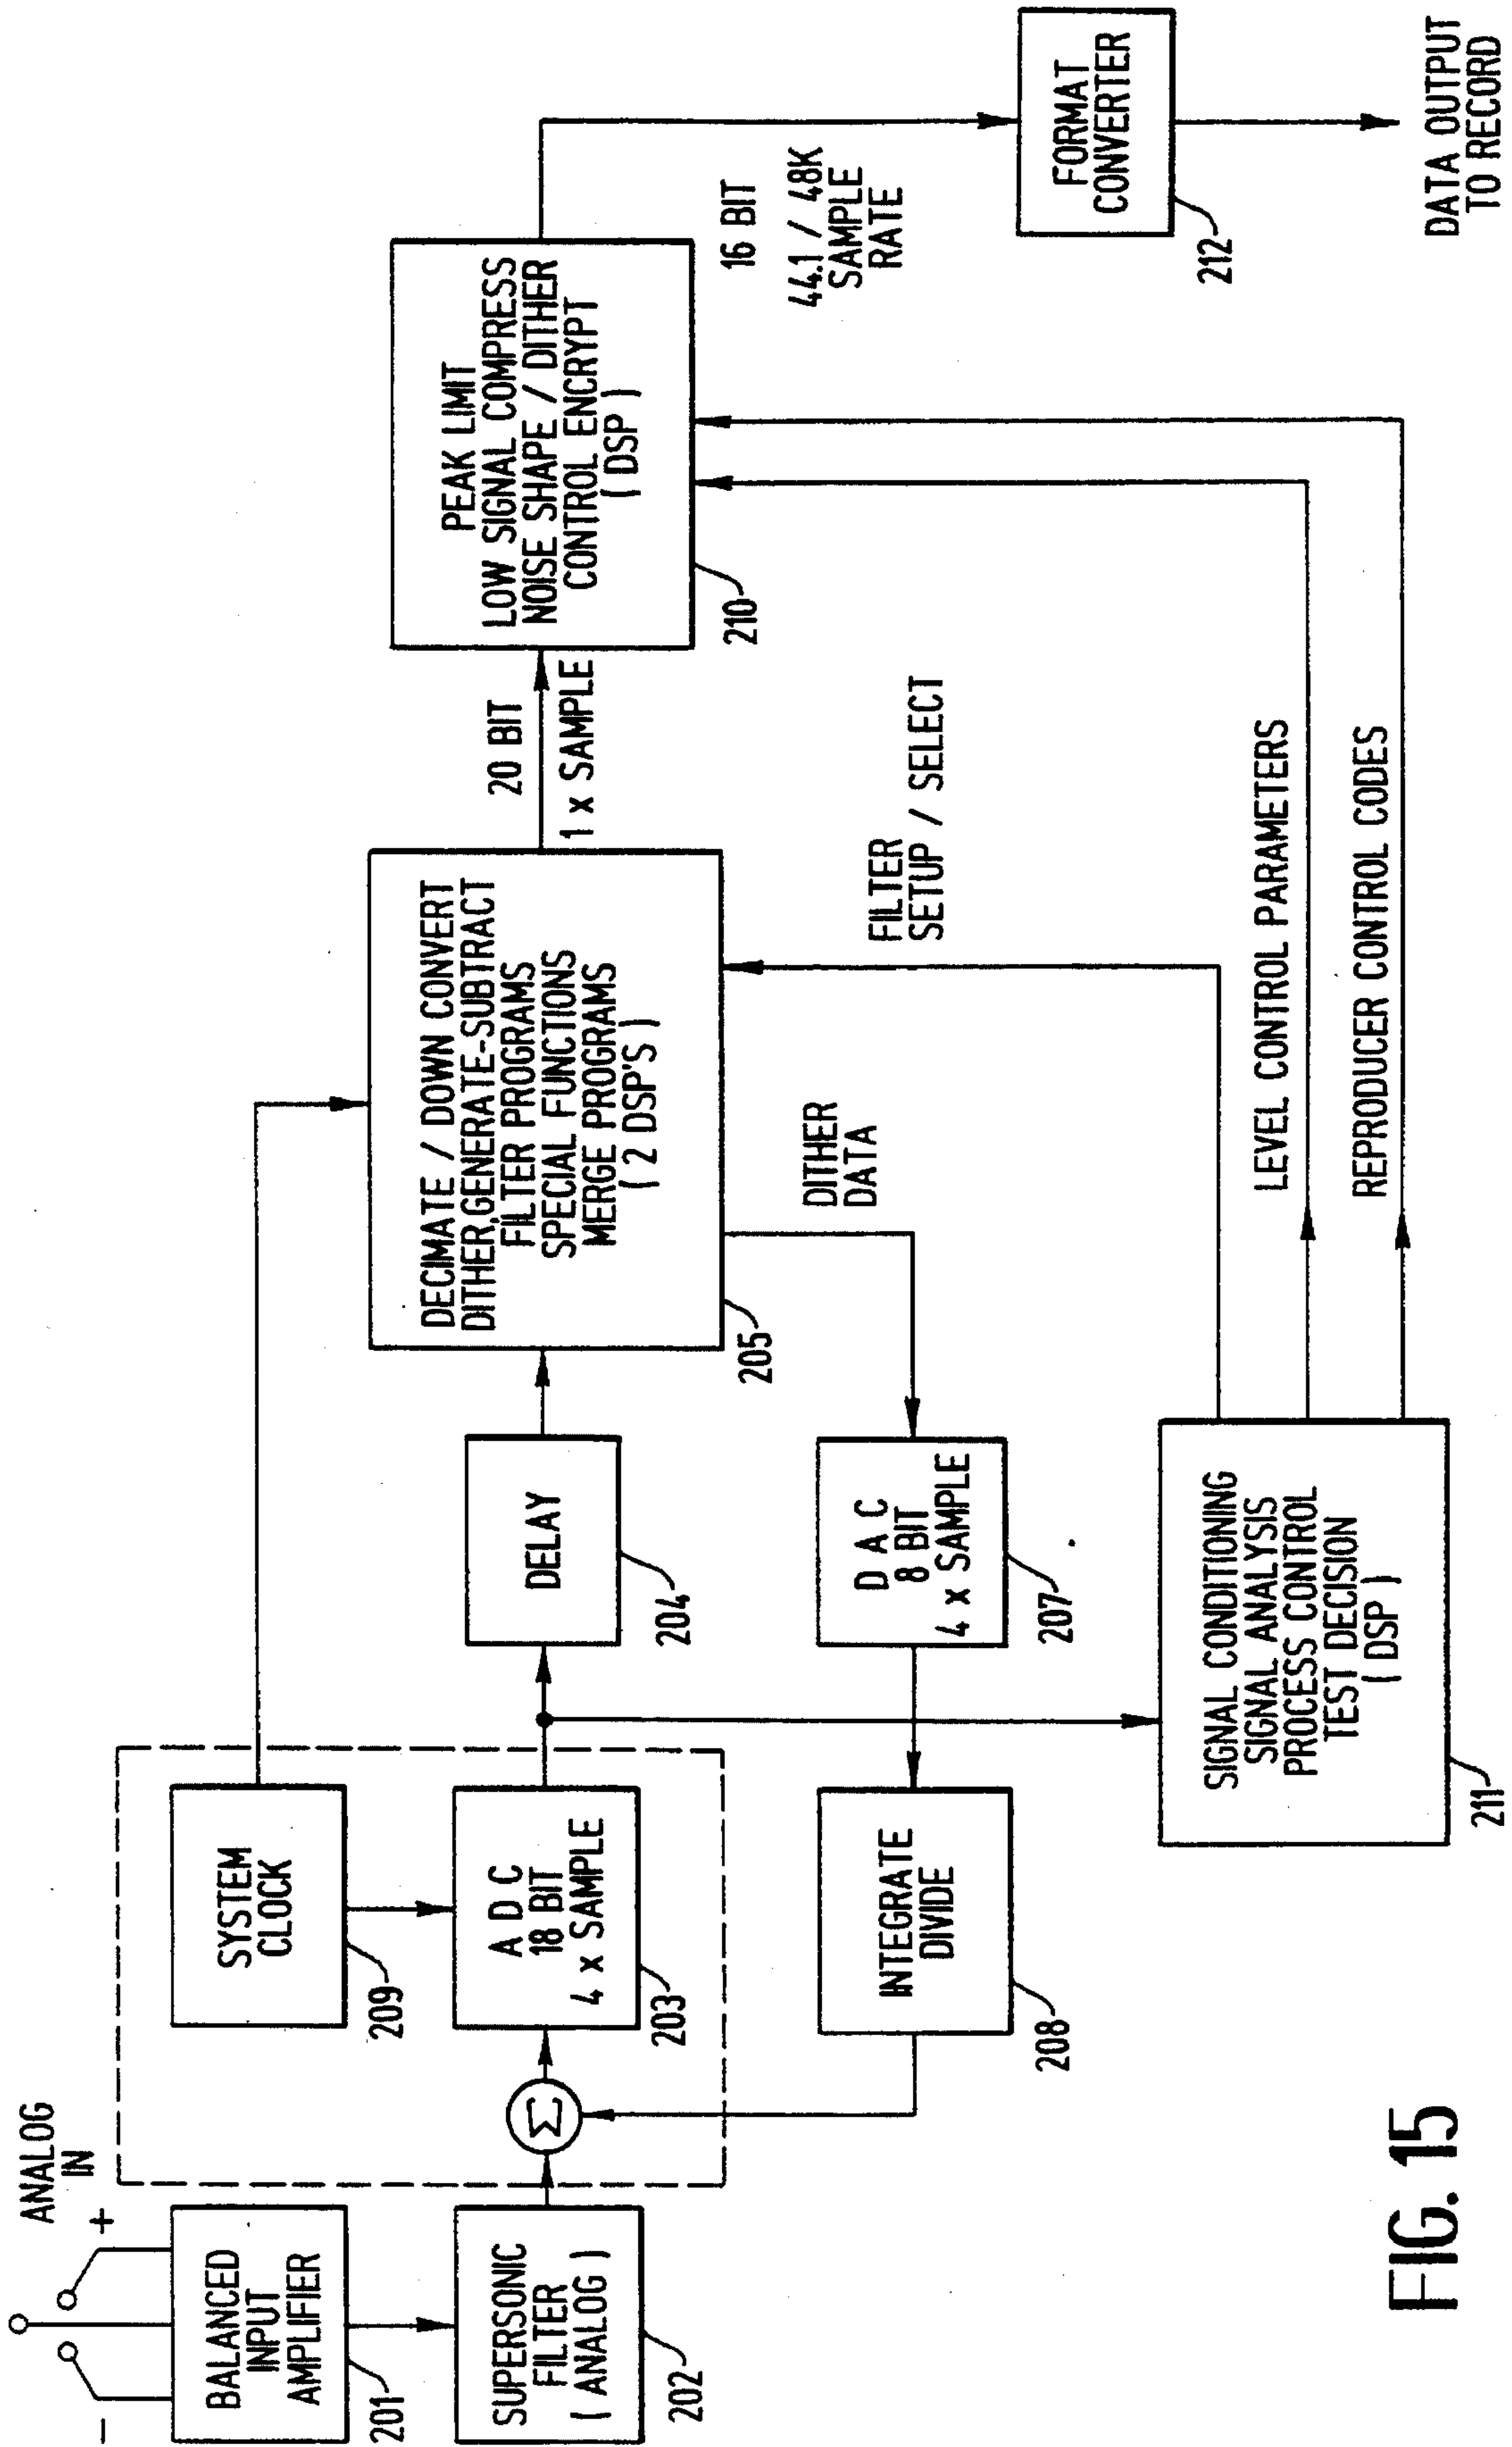 ANALOG
IN
-
+
BALANCED
INPUT
AMPLIFIER
201
SUPERSONIC
FILTER
( ANALOG )
202
SYSTEM
CLOCK
209
Σ
A D C
18 BIT
4 x SAMPLE
203
DELAY
204
DECIMATE / DOWN CONVERT
DITHER,GENERATE-SUBTRACT
FILTER PROGRAMS
SPECIAL FUNCTIONS
MERGE PROGRAMS
( 2 DSP'S )
205
20 BIT
1 x SAMPLE
PEAK LIMIT
LOW SIGNAL COMPRESS
NOISE SHAPE / DITHER
CONTROL ENCRYPT
( DSP )
210
16 BIT
44.1 / 48K
SAMPLE
RATE
FORMAT
CONVERTER
212
DATA OUTPUT
TO RECORD
INTEGRATE
DIVIDE
208
D A C
8 BIT
4 x SAMPLE
207
DITHER
DATA
FILTER
SETUP / SELECT
SIGNAL CONDITIONING
SIGNAL ANALYSIS
PROCESS CONTROL
TEST DECISION
( DSP )
211
LEVEL CONTROL PARAMETERS
REPRODUCER CONTROL CODES
FIG. 15